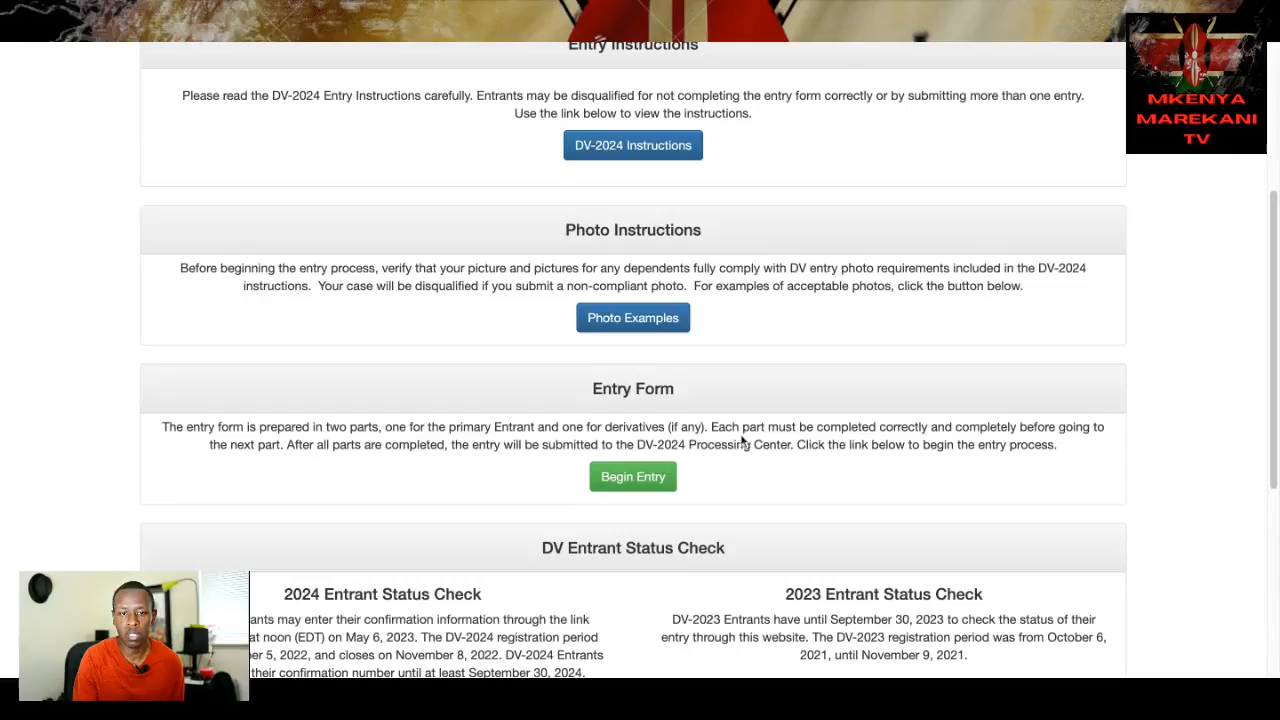 Entry Instructions
Please read the DV-2024 Entry Instructions carefully. Entrants may be disqualified for not completing the entry form correctly or by submitting more than one entry.
Use the link below to view the instructions.
DV-2024 Instructions
MKENYA
MAREKANI
TV
Photo Instructions
Before beginning the entry process, verify that your picture and pictures for any dependents fully comply with DV entry photo requirements included in the DV-2024
instructions. Your case will be disqualified if you submit a non-compliant photo. For examples of acceptable photos, click the button below.
Photo Examples
Entry Form
The entry form is prepared in two parts, one for the primary Entrant and one for derivatives (if any). Each part must be completed correctly and completely before going to
the next part. After all parts are completed, the entry will be submitted to the DV-2024 Processing Center. Click the link below to begin the entry process.
Begin Entry
DV Entrant Status Check
2024 Entrant Status Check
ants may enter their confirmation information through the link
at noon (EDT) on May 6, 2023. The DV-2024 registration period
er 5, 2022, and closes on November 8, 2022. DV-2024 Entrants
their confirmation number until at least September 30, 2024.
2023 Entrant Status Check
DV-2023 Entrants have until September 30, 2023 to check the status of their
entry through this website. The DV-2023 registration period was from October 6,
2021, until November 9, 2021.